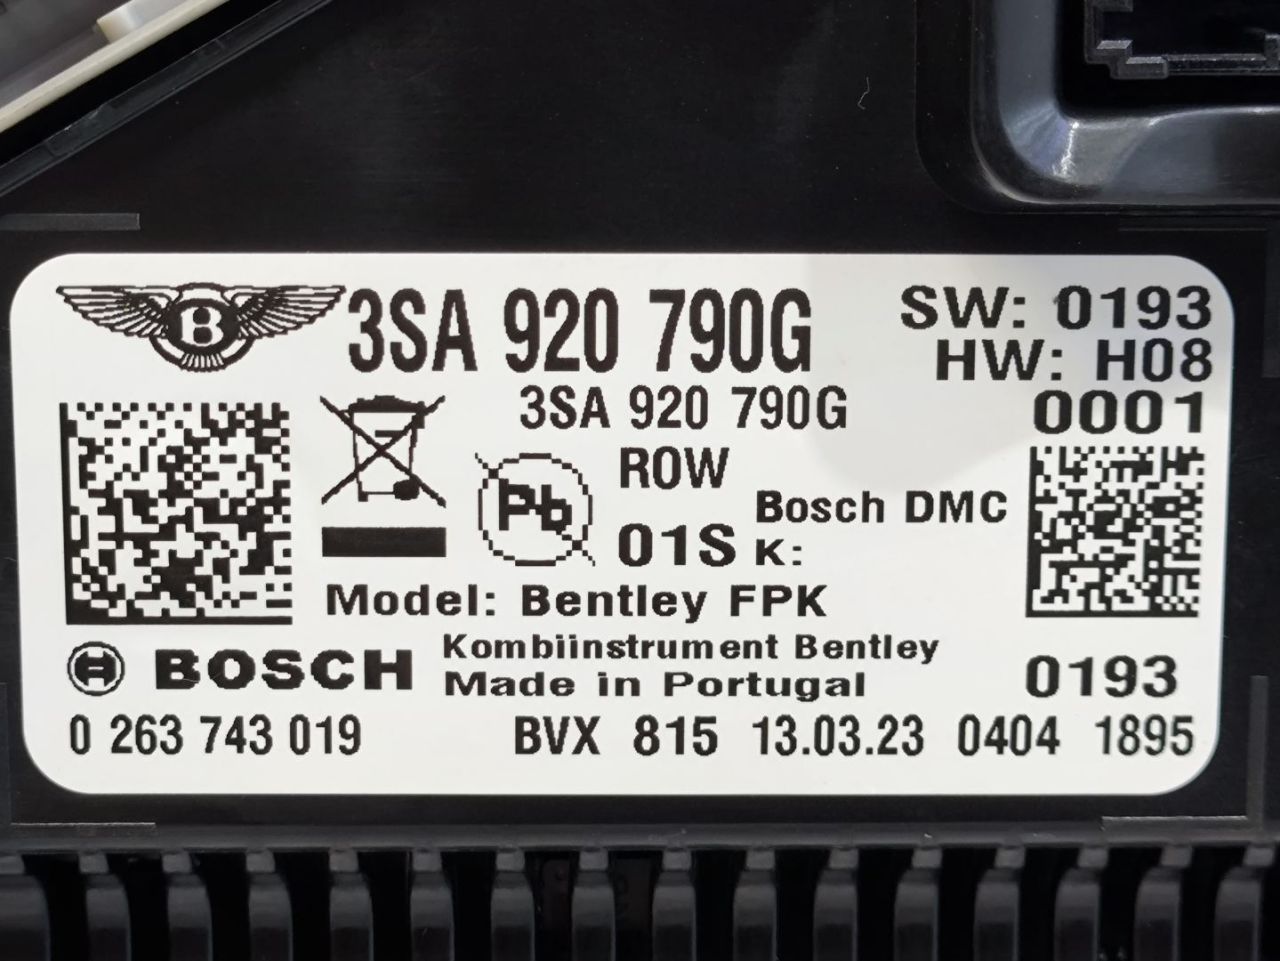 B 3SA 920 790G SW: 0193
HW: H08
3SA 920 790G 0001
Pb ROW
01S Bosch DMC
K:
Model: Bentley FPK
BOSCH Kombiinstrument Bentley
Made in Portugal 0193
0 263 743 019 BVX 815 13.03.23 0404 1895